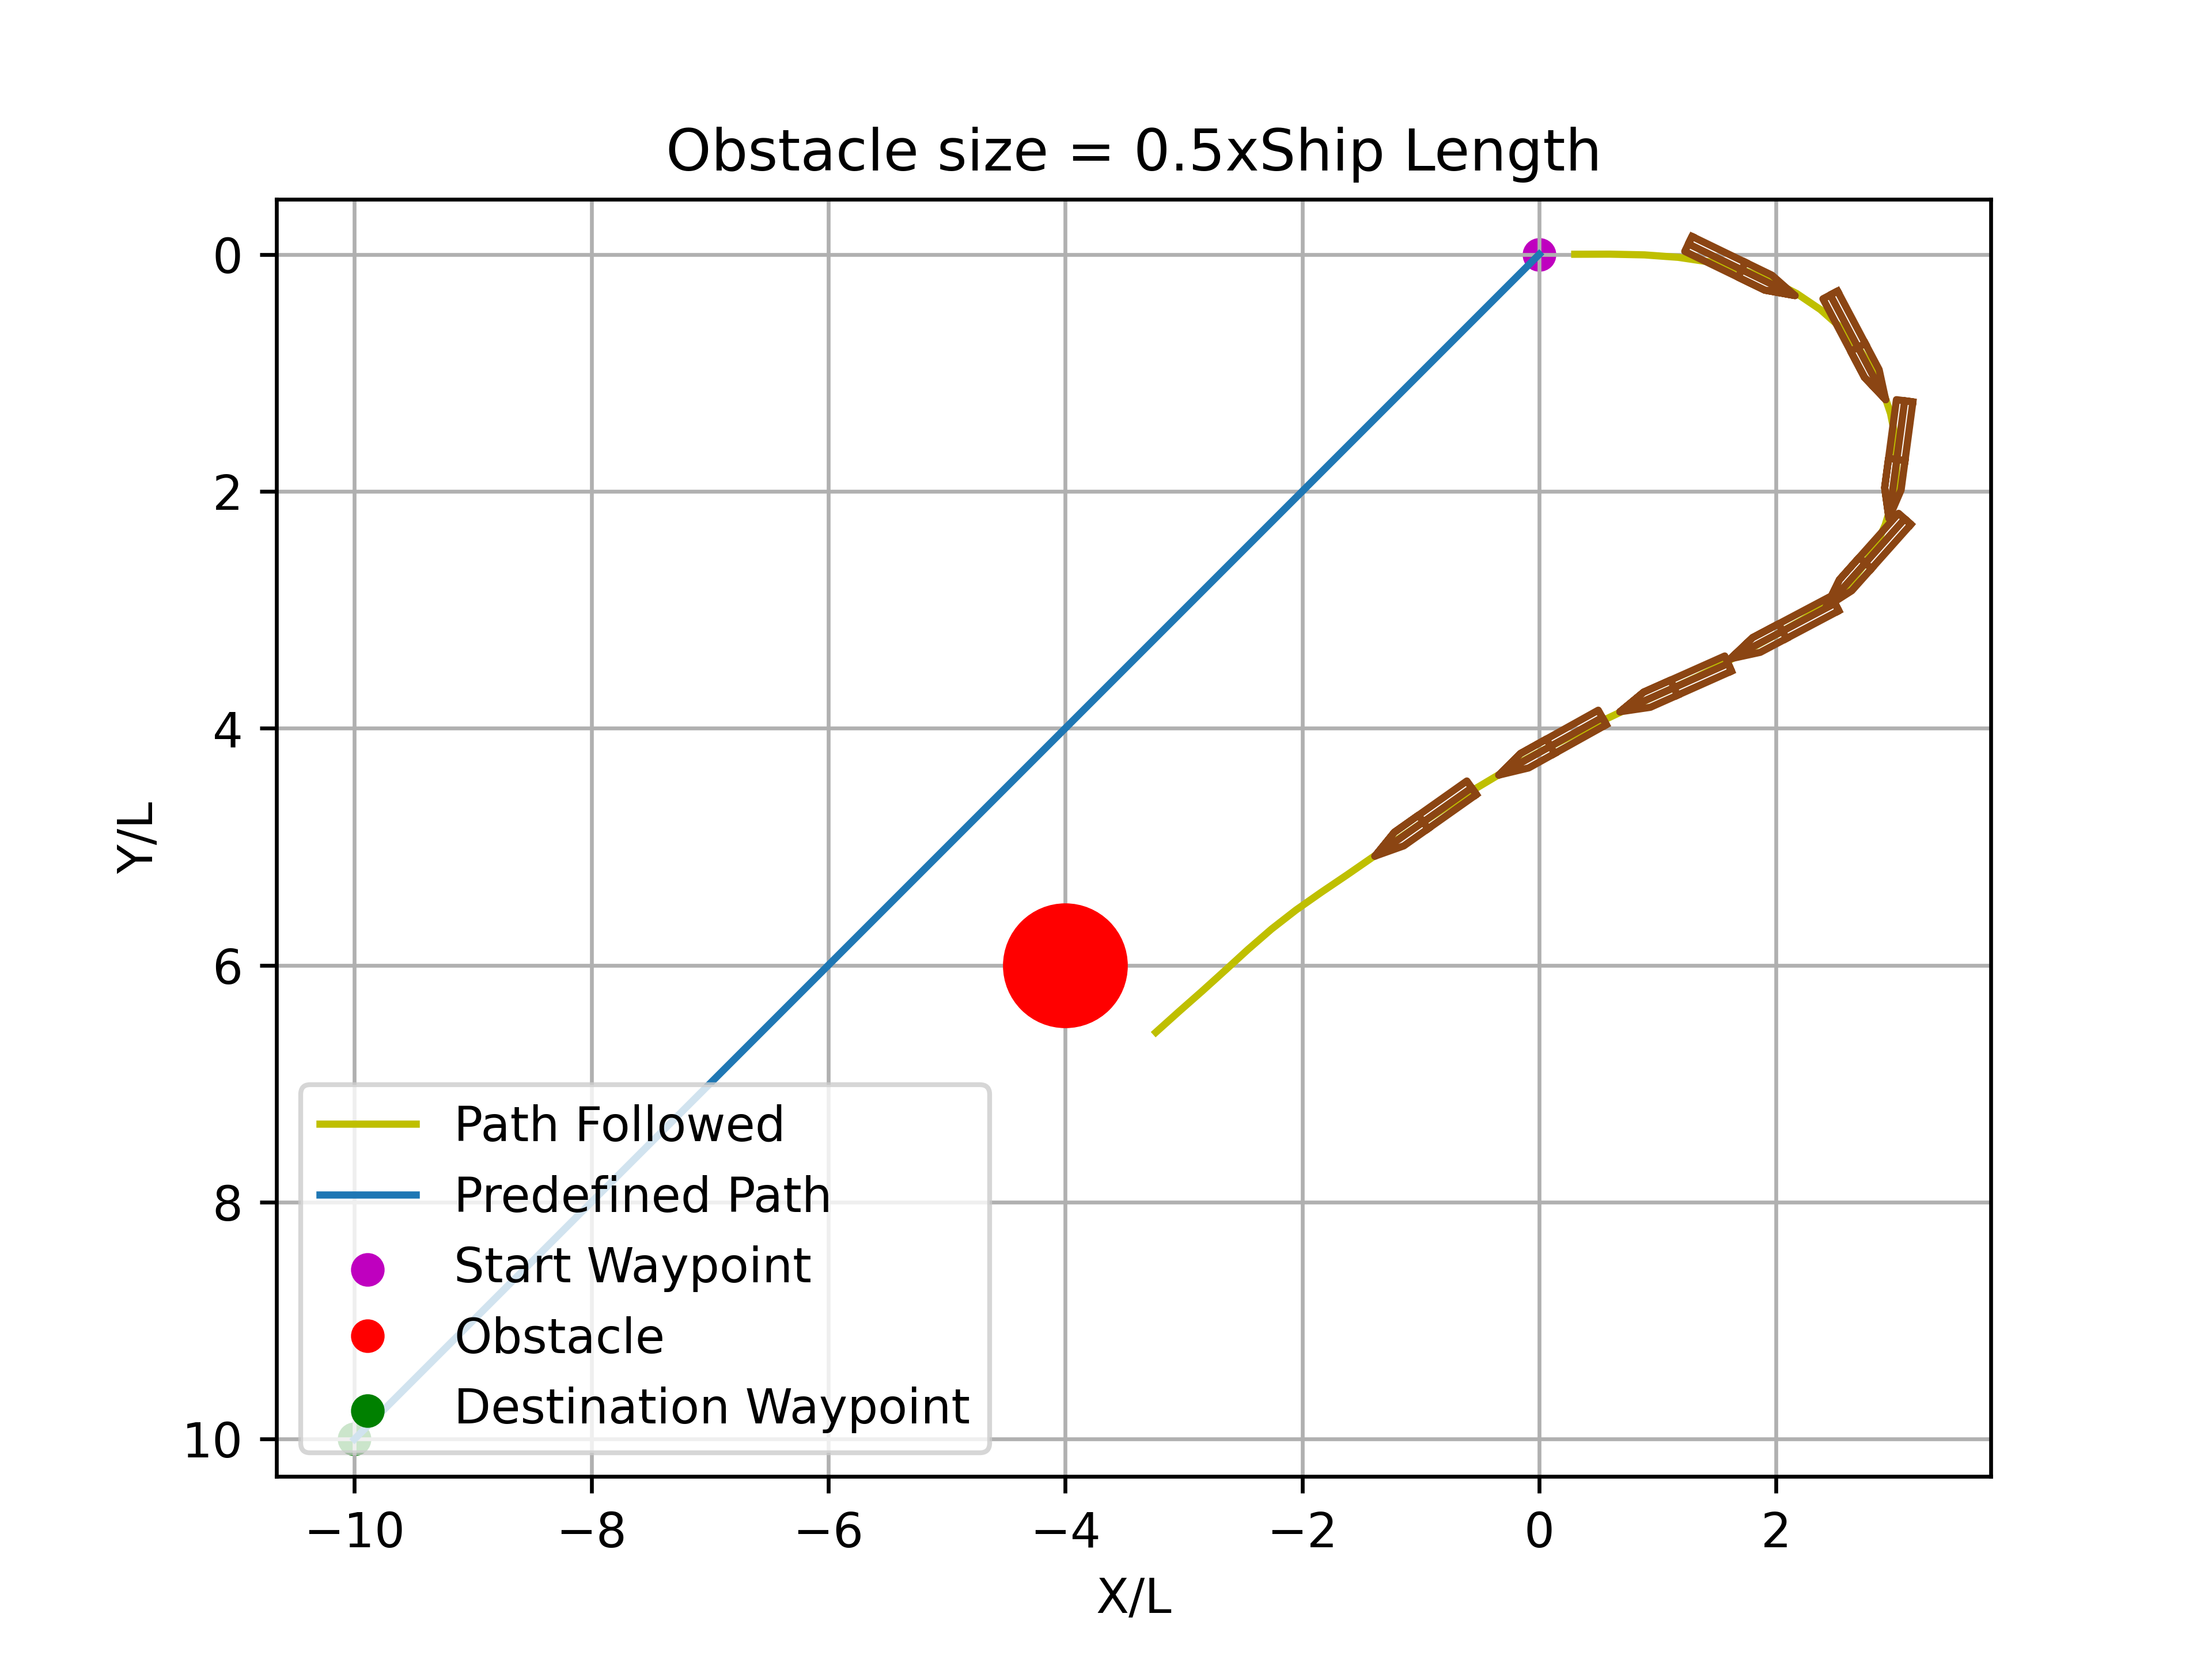 Obstacle size = 0.5xShip Length
0
2
4
6
8
10
Y/L
Path Followed
Predefined Path
Start Waypoint
Obstacle
Destination Waypoint
−10 −8 −6 −4 −2 0 2
X/L